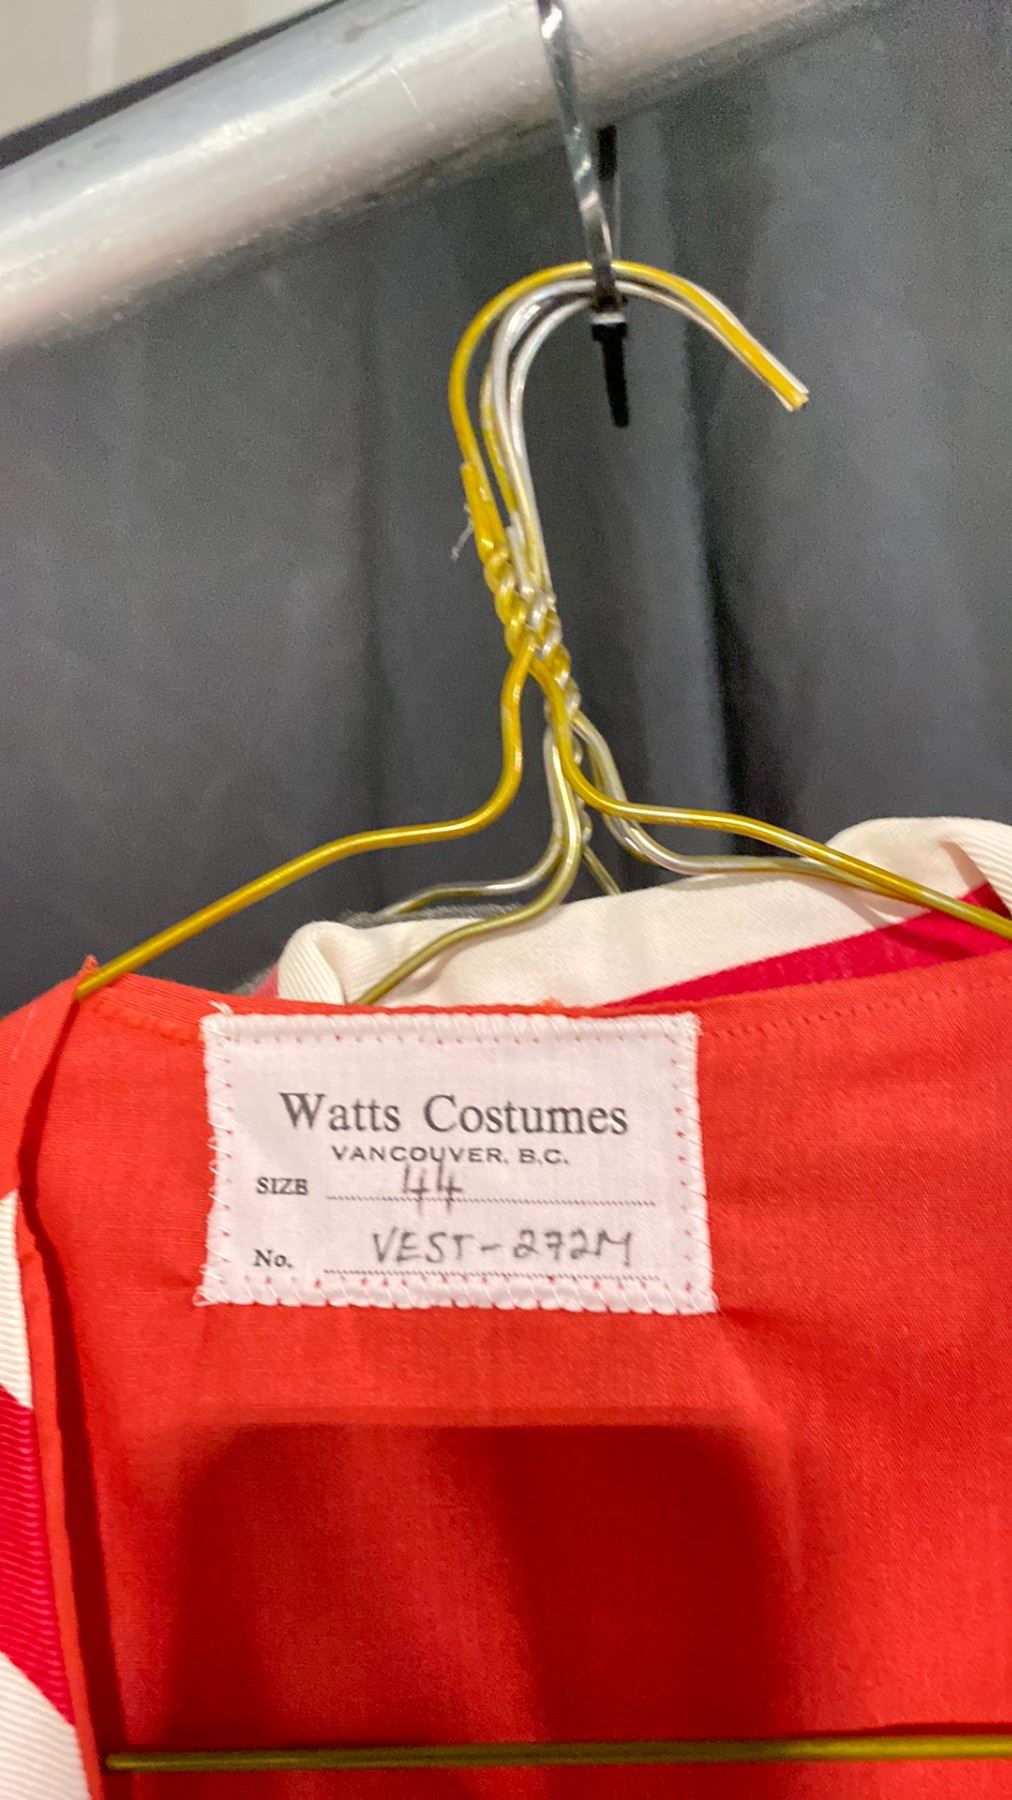 Watts Costumes
VANCOUVER, B.C.
SIZE 44
No. VEST-272M